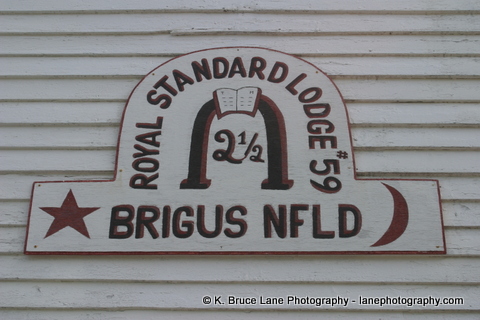 ROYAL STANDARD LODGE #59
2½
BRIGUS NFLD
© K. Bruce Lane Photography - lanephotography.com